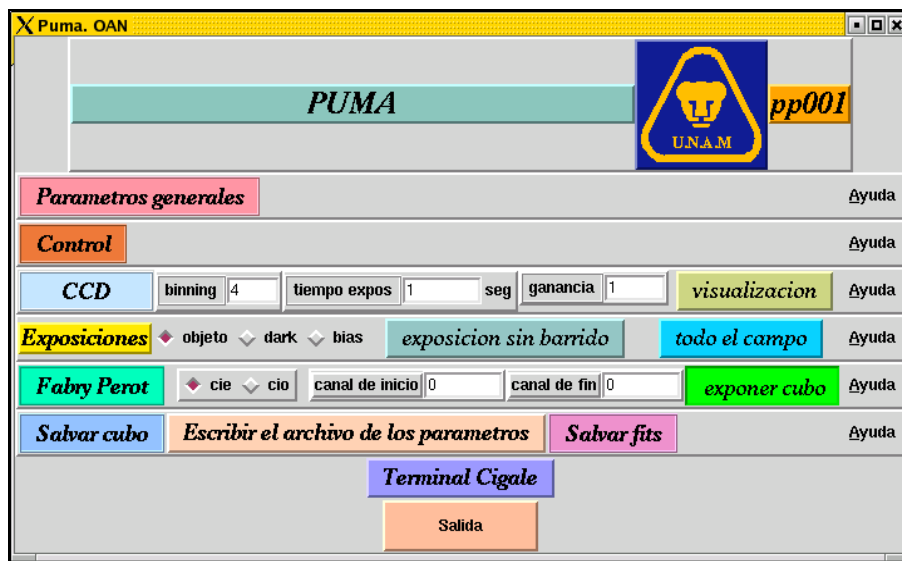 Puma. OAN
PUMA U.N.A.M pp001
Parametros generales Ayuda
Control Ayuda
CCD binning 4 tiempo expos 1 seg ganancia 1 visualizacion Ayuda
Exposiciones objeto dark bias exposicion sin barrido todo el campo Ayuda
Fabry Perot cie cio canal de inicio 0 canal de fin 0 exponer cubo Ayuda
Salvar cubo Escribir el archivo de los parametros Salvar fits Ayuda
Terminal Cigale
Salida